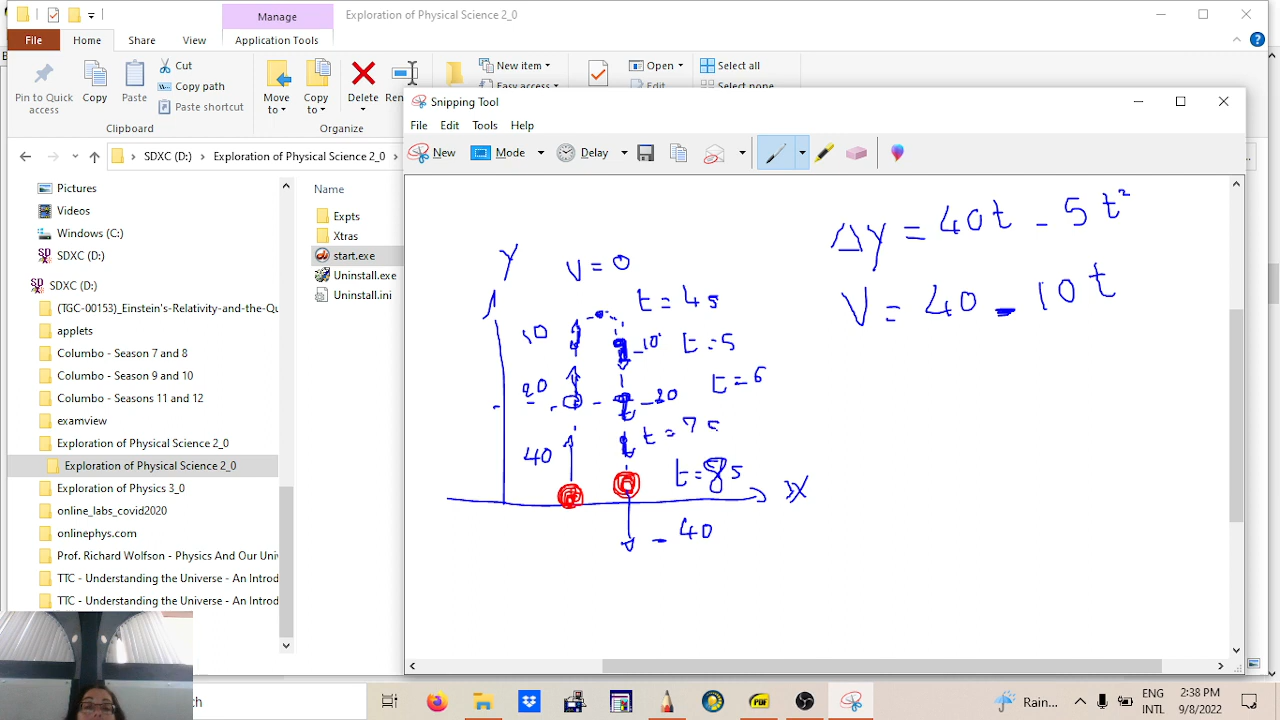 Manage
Exploration of Physical Science 2_0
File
Home
Share
View
Application Tools
Pin to Quick access
Copy
Paste
Cut
Copy path
Paste shortcut
Move to
Copy to
Delete
New item
Easy access
Open
Edit
Select all
Select none
Clipboard
Organize
SDXC (D:)
Exploration of Physical Science 2_0
Pictures
Videos
Windows (C:)
SDXC (D:)
SDXC (D:)
(TGC-00153)_Einstein's-Relativity-and-the-Qu
applets
Columbo - Season 7 and 8
Columbo - Season 9 and 10
Columbo - Seasons 11 and 12
examview
Exploration of Physical Science 2_0
Exploration of Physical Science 2_0
Exploration of Physics 3_0
online_labs_covid2020
onlinephys.com
Prof. Richard Wolfson - Physics And Our Univ
TTC - Understanding the Universe - An Introd
TTC - Understanding the Universe - An Introd
Name
Expts
Xtras
start.exe
Uninstall.exe
Uninstall.ini
Snipping Tool
File Edit Tools Help
New Mode Delay
Δy = 40t - 5t²
V = 40 - 10t
Y
V = 0
t = 4s
10
-10
t = 5
20
-20
t = 6
t = 7s
40
t = 8s
X
-40
Rain...
ENG
INTL
2:38 PM
9/8/2022